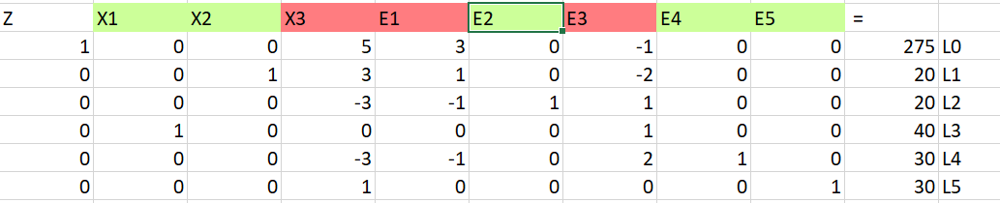 Z X1 X2 X3 E1 E2 E3 E4 E5 =
1 0 0 5 3 0 -1 0 0 275 L0
0 0 1 3 1 0 -2 0 0 20 L1
0 0 0 -3 -1 1 1 0 0 20 L2
0 1 0 0 0 0 1 0 0 40 L3
0 0 0 -3 -1 0 2 1 0 30 L4
0 0 0 1 0 0 0 0 1 30 L5